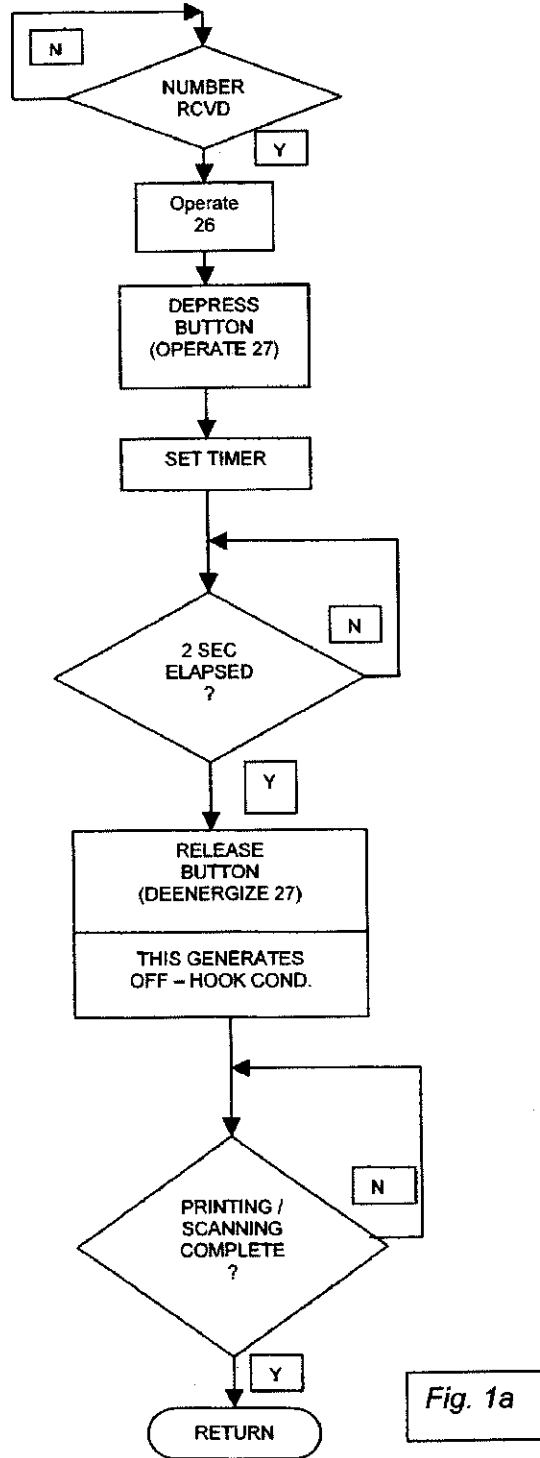 N
NUMBER
RCVD
Y
Operate
26
DEPRESS
BUTTON
(OPERATE 27)
SET TIMER
N
2 SEC
ELAPSED
?
Y
RELEASE
BUTTON
(DEENERGIZE 27)
THIS GENERATES
OFF – HOOK COND.
N
PRINTING /
SCANNING
COMPLETE
?
Y
RETURN
Fig. 1a